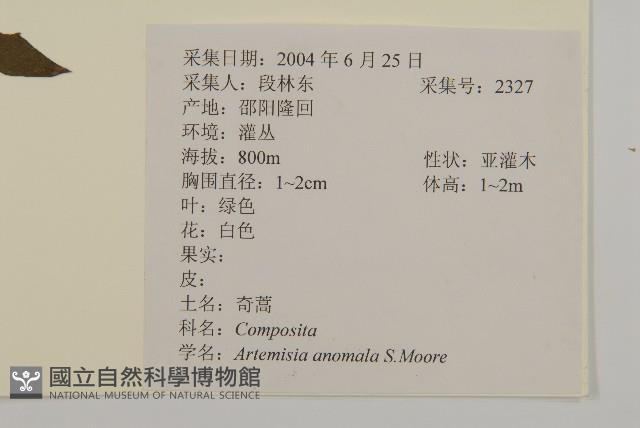 采集日期：2004 年 6 月 25 日
采集人：段林东 采集号：2327
产地：邵阳隆回
环境：灌丛
海拔：800m 性状：亚灌木
胸围直径：1~2cm 体高：1~2m
叶：绿色
花：白色
果实：
皮：
土名：奇蒿
科名：Composita
学名：Artemisia anomala S.Moore
國立自然科學博物館
NATIONAL MUSEUM OF NATURAL SCIENCE